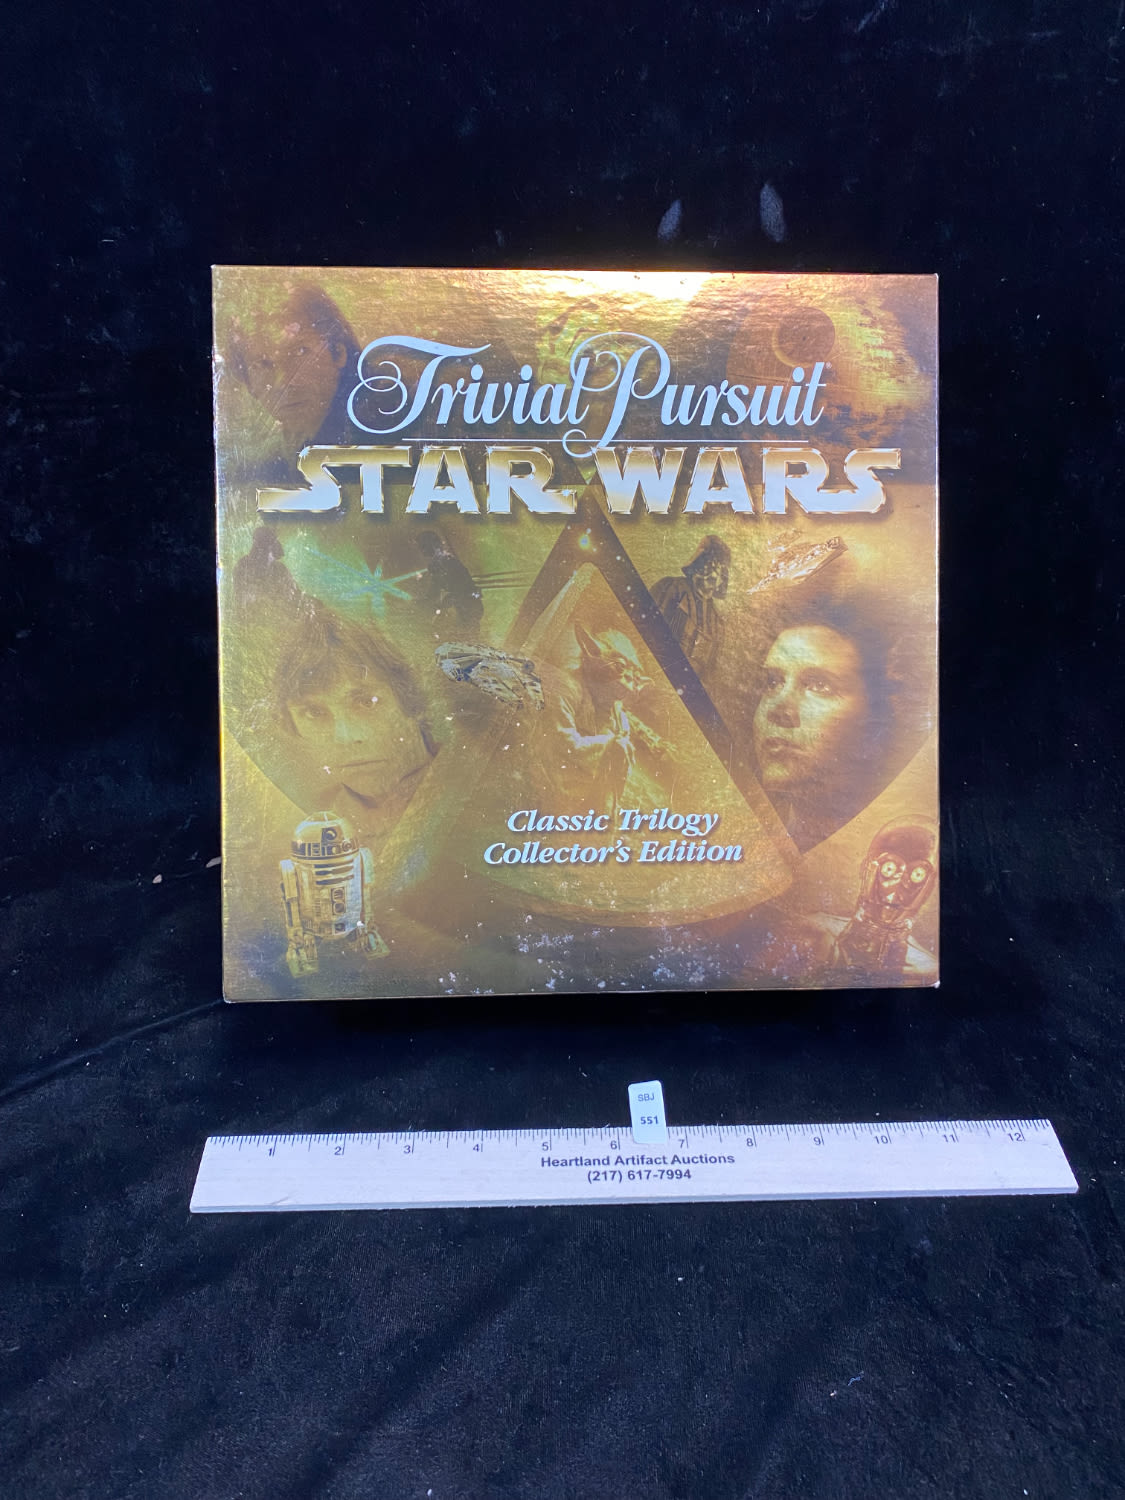 Trivial Pursuit
STAR WARS
Classic Trilogy
Collector's Edition
SBJ
551
1 2 3 4 5 6 7 8 9 10 11 12
Heartland Artifact Auctions
(217) 617-7994